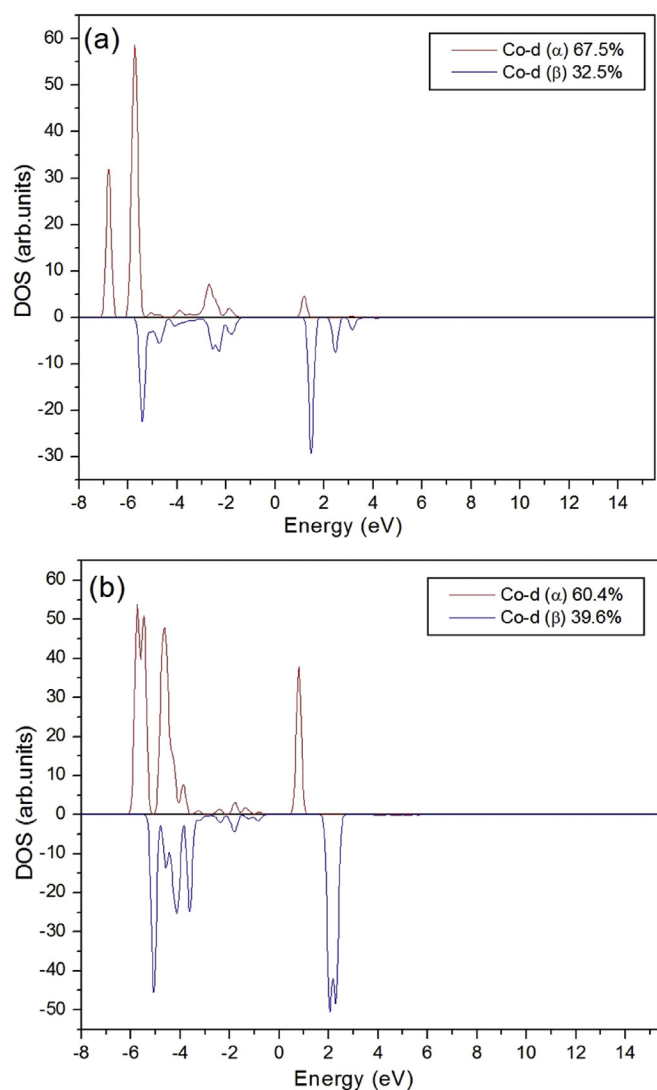 (a)
Co-d (α) 67.5%
Co-d (β) 32.5%
60
50
40
30
20
10
0
-10
-20
-30
DOS (arb.units)
-8 -6 -4 -2 0 2 4 6 8 10 12 14
Energy (eV)
(b)
Co-d (α) 60.4%
Co-d (β) 39.6%
60
50
40
30
20
10
0
-10
-20
-30
-40
-50
DOS (arb.units)
-8 -6 -4 -2 0 2 4 6 8 10 12 14
Energy (eV)